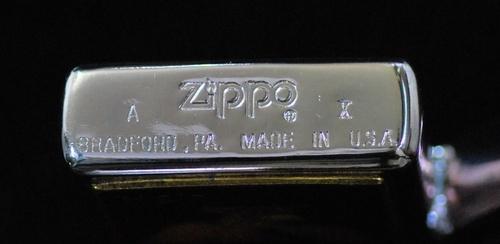 Zippo ®
A X
BRADFORD, PA. MADE IN U.S.A.